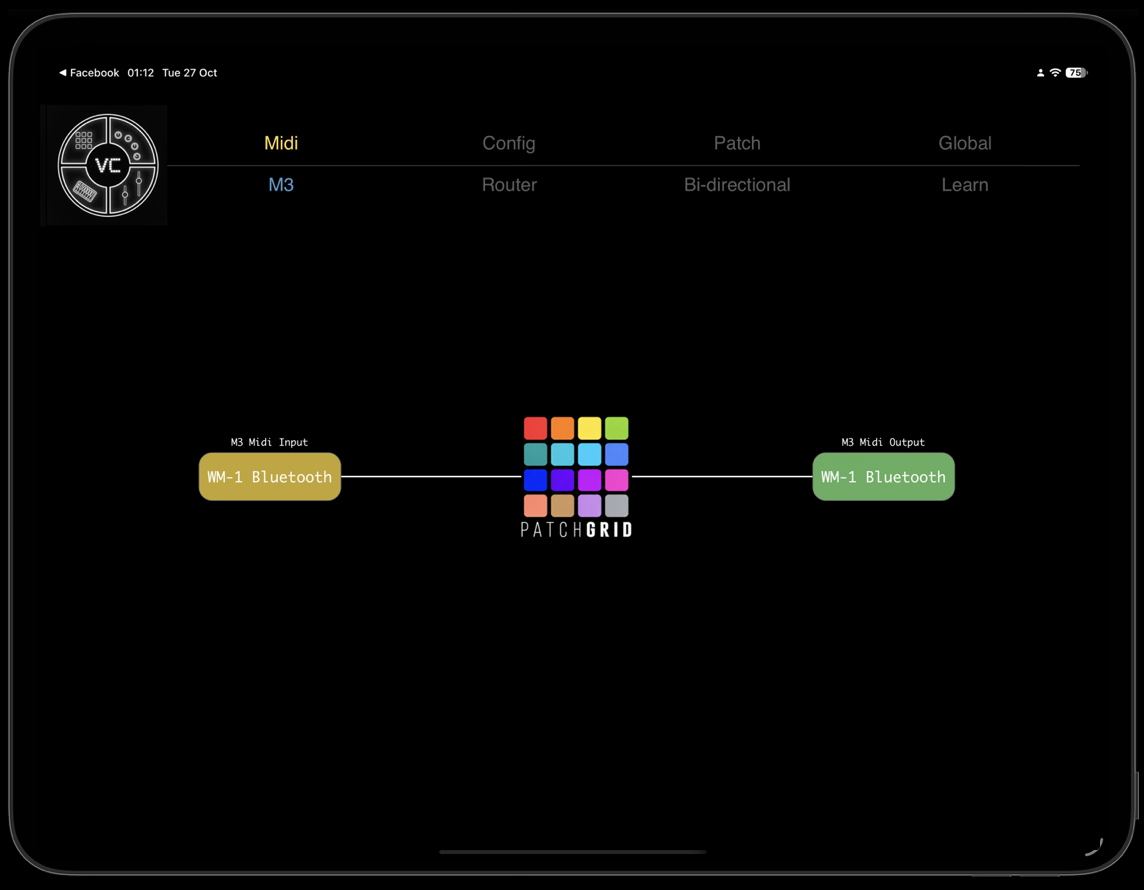 ◀ Facebook 01:12 Tue 27 Oct
75
VC
Midi Config Patch Global
M3 Router Bi-directional Learn
M3 Midi Input
WM-1 Bluetooth
PATCHGRID
M3 Midi Output
WM-1 Bluetooth